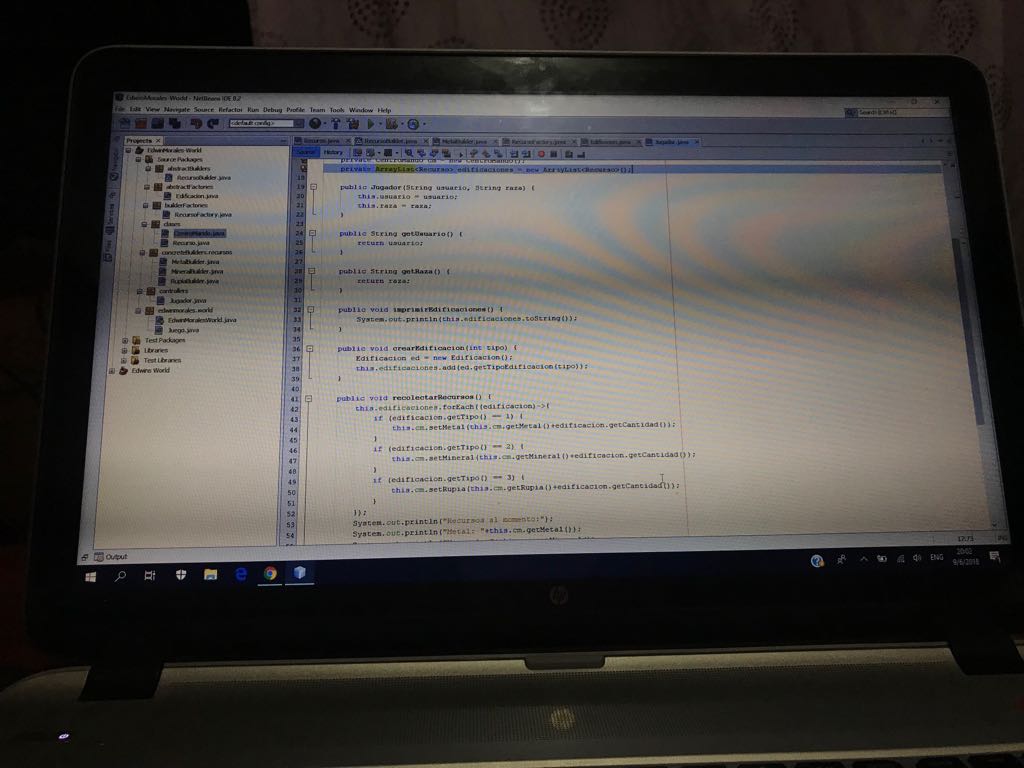 EdwinMorales-World - NetBeans IDE 8.2
File Edit View Navigate Source Refactor Run Debug Profile Team Tools Window Help
<default config>
Search (Ctrl+I)
Projects
Recurso.java
RecursoBuilder.java
MetalBuilder.java
RecursoFactory.java
Edificacion.java
Jugador.java
Source History
EdwinMorales-World
Source Packages
abstractBuilders
RecursoBuilder.java
abstractFactories
Edificacion.java
builderFactories
RecursoFactory.java
clases
CentroMando.java
Recurso.java
concreteBuilders.recursos
MetalBuilder.java
MineralBuilder.java
RupiaBuilder.java
controllers
Jugador.java
edwinmorales.world
EdwinMoralesWorld.java
Juego.java
Test Packages
Libraries
Test Libraries
Edwins World
private CentroMando cm = new CentroMando();
private ArrayList<Recurso> edificaciones = new ArrayList<Recurso>();
18
19 public Jugador(String usuario, String raza) {
20 this.usuario = usuario;
21 this.raza = raza;
22 }
23
24 public String getUsuario() {
25 return usuario;
26 }
27
28 public String getRaza() {
29 return raza;
30 }
31
32 public void imprimirEdificaciones() {
33 System.out.println(this.edificaciones.toString());
34 }
35
36 public void crearEdificacion(int tipo) {
37 Edificacion ed = new Edificacion();
38 this.edificaciones.add(ed.getTipoEdificacion(tipo));
39 }
40
41 public void recolectarRecursos() {
42 this.edificaciones.forEach((edificacion)->{
43 if (edificacion.getTipo() == 1) {
44 this.cm.setMetal(this.cm.getMetal()+edificacion.getCantidad());
45 }
46 if (edificacion.getTipo() == 2) {
47 this.cm.setMineral(this.cm.getMineral()+edificacion.getCantidad());
48 }
49 if (edificacion.getTipo() == 3) {
50 this.cm.setRupia(this.cm.getRupia()+edificacion.getCantidad());
51 }
52 });
53 System.out.println("Recursos al momento:");
54 System.out.println("Metal: "+this.cm.getMetal());
Output
17:73
INS
ENG
20:02
9/6/2018
hp